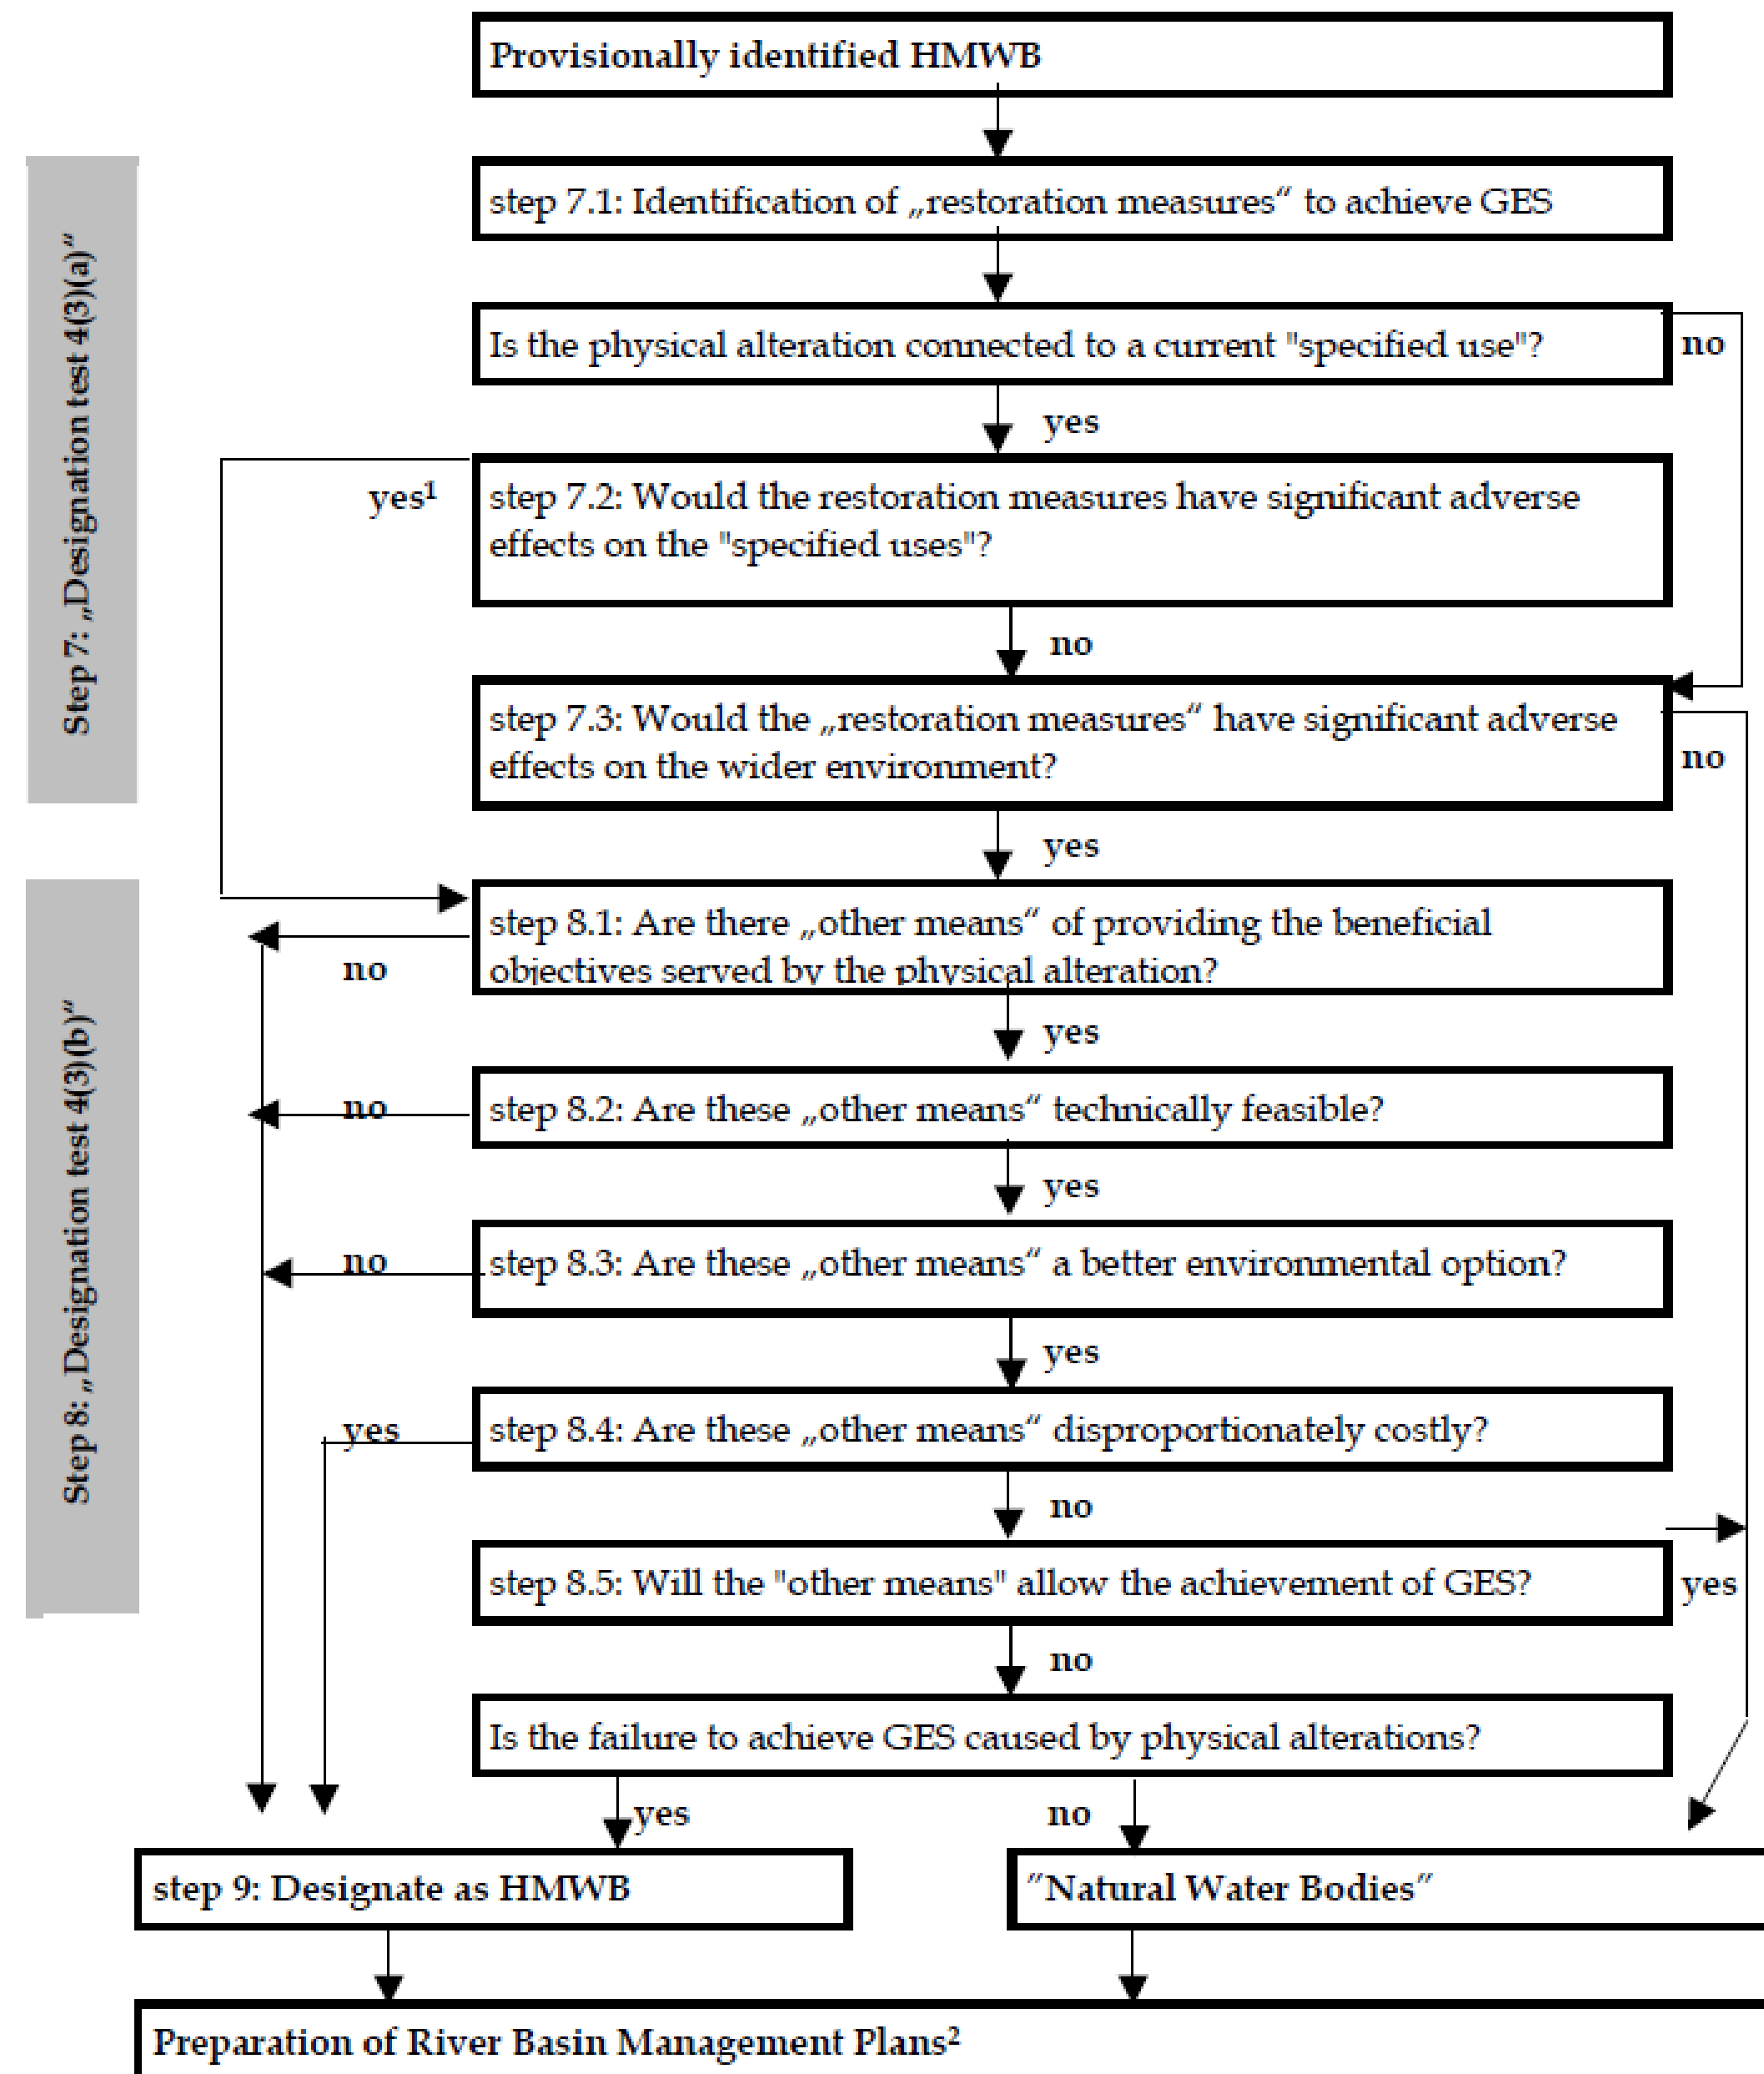 Provisionally identified HMWB
Step 7: „Designation test 4(3)(a)“
step 7.1: Identification of „restoration measures“ to achieve GES
Is the physical alteration connected to a current "specified use"?
no
yes
yes¹
step 7.2: Would the restoration measures have significant adverse
effects on the "specified uses"?
no
step 7.3: Would the „restoration measures“ have significant adverse
effects on the wider environment?
no
yes
Step 8: „Designation test 4(3)(b)“
step 8.1: Are there „other means“ of providing the beneficial
objectives served by the physical alteration?
no
yes
step 8.2: Are these „other means“ technically feasible?
no
yes
step 8.3: Are these „other means“ a better environmental option?
no
yes
step 8.4: Are these „other means“ disproportionately costly?
yes
no
step 8.5: Will the "other means" allow the achievement of GES?
yes
no
Is the failure to achieve GES caused by physical alterations?
yes
no
step 9: Designate as HMWB
”Natural Water Bodies”
Preparation of River Basin Management Plans²